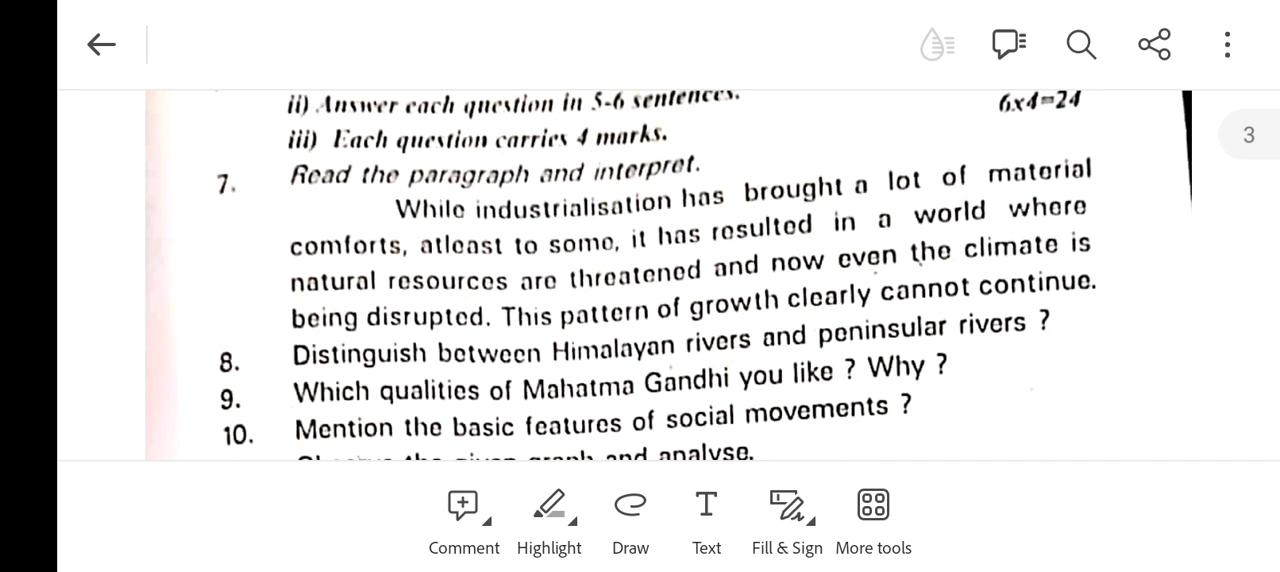 ii) Answer each question in 5-6 sentences.
6x4=24
iii) Each question carries 4 marks.
3
7. Read the paragraph and interpret.
While industrialisation has brought a lot of material
comforts, atleast to some, it has resulted in a world where
natural resources are threatened and now even the climate is
being disrupted. This pattern of growth clearly cannot continue.
8. Distinguish between Himalayan rivers and peninsular rivers ?
9. Which qualities of Mahatma Gandhi you like ? Why ?
10. Mention the basic features of social movements ?
Observe the given graph and analyse.
Comment Highlight Draw Text Fill & Sign More tools